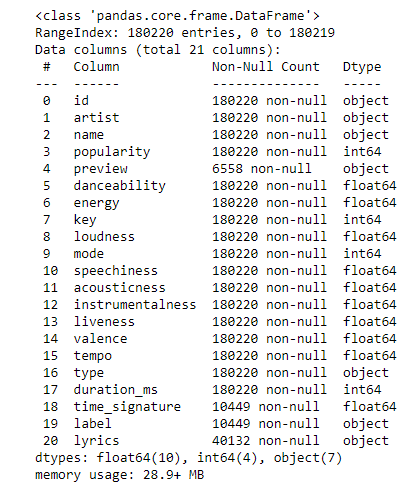 <class 'pandas.core.frame.DataFrame'>
RangeIndex: 180220 entries, 0 to 180219
Data columns (total 21 columns):
 #   Column            Non-Null Count   Dtype
---  ------            --------------   -----
 0   id                180220 non-null  object
 1   artist            180220 non-null  object
 2   name              180220 non-null  object
 3   popularity        180220 non-null  int64
 4   preview           6558 non-null    object
 5   danceability      180220 non-null  float64
 6   energy            180220 non-null  float64
 7   key               180220 non-null  int64
 8   loudness          180220 non-null  float64
 9   mode              180220 non-null  int64
 10  speechiness       180220 non-null  float64
 11  acousticness      180220 non-null  float64
 12  instrumentalness  180220 non-null  float64
 13  liveness          180220 non-null  float64
 14  valence           180220 non-null  float64
 15  tempo             180220 non-null  float64
 16  type              180220 non-null  object
 17  duration_ms       180220 non-null  int64
 18  time_signature    10449 non-null   float64
 19  label             10449 non-null   object
 20  lyrics            40132 non-null   object
dtypes: float64(10), int64(4), object(7)
memory usage: 28.9+ MB